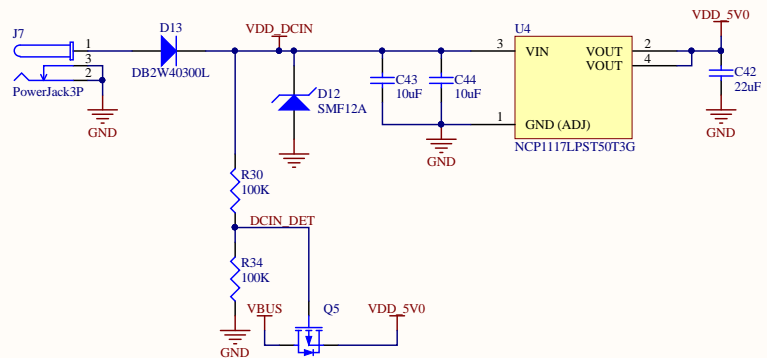 J7
1
3
2
PowerJack3P
GND
D13
DB2W40300L
VDD_DCIN
D12
SMF12A
C43
10uF
C44
10uF
GND
U4
3
VIN
VOUT
2
VOUT
4
1
GND (ADJ)
NCP1117LPST50T3G
VDD_5V0
C42
22uF
GND
R30
100K
DCIN_DET
R34
100K
GND
VBUS
Q5
VDD_5V0